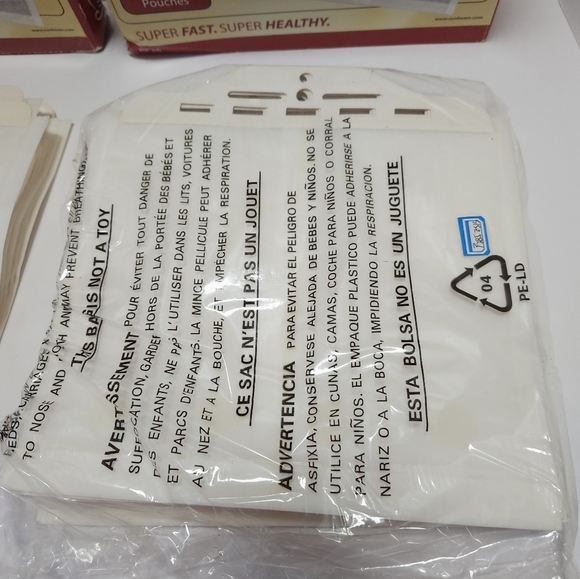 Pouches
SUPER FAST. SUPER HEALTHY.
TO NOSE AND MAY PREVENT BREATHING
THIS BAG IS NOT A TOY
AVERTISSEMENT POUR ÉVITER TOUT DANGER DE
SUFFOCATION, GARDER HORS DE LA PORTÉE DES BÉBÉS ET
DES ENFANTS, NE PAS L'UTILISER DANS LES LITS, VOITURES
ET PARCS D'ENFANTS. LA MINCE PELLICULE PEUT ADHÉRER
AU NEZ ET À LA BOUCHE, ET EMPÊCHER LA RESPIRATION.
CE SAC N'EST PAS UN JOUET
ADVERTENCIA PARA EVITAR EL PELIGRO DE
ASFIXIA, CONSERVESE ALEJADA DE BEBES Y NIÑOS. NO SE
UTILICE EN CUNAS, CAMAS, COCHE PARA NIÑOS O CORRAL
PARA NIÑOS. EL EMPAQUE PLASTICO PUEDE ADHERIRSE A LA
NARIZ O A LA BOCA, IMPIDIENDO LA RESPIRACION.
ESTA BOLSA NO ES UN JUGUETE
04
PE-LD